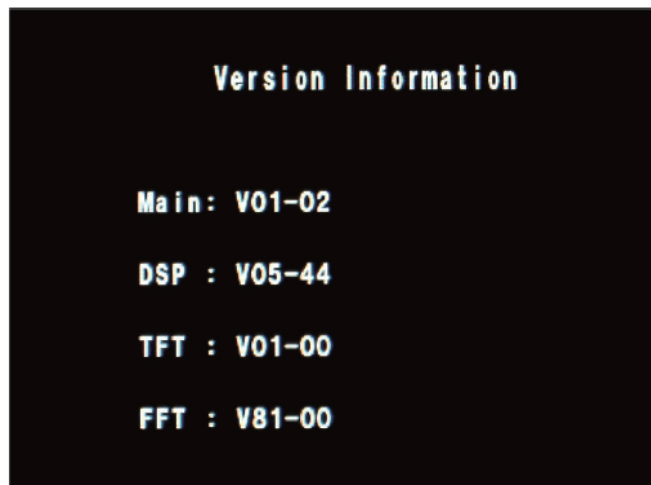 Version Information
Main: V01-02
DSP : V05-44
TFT : V01-00
FFT : V81-00